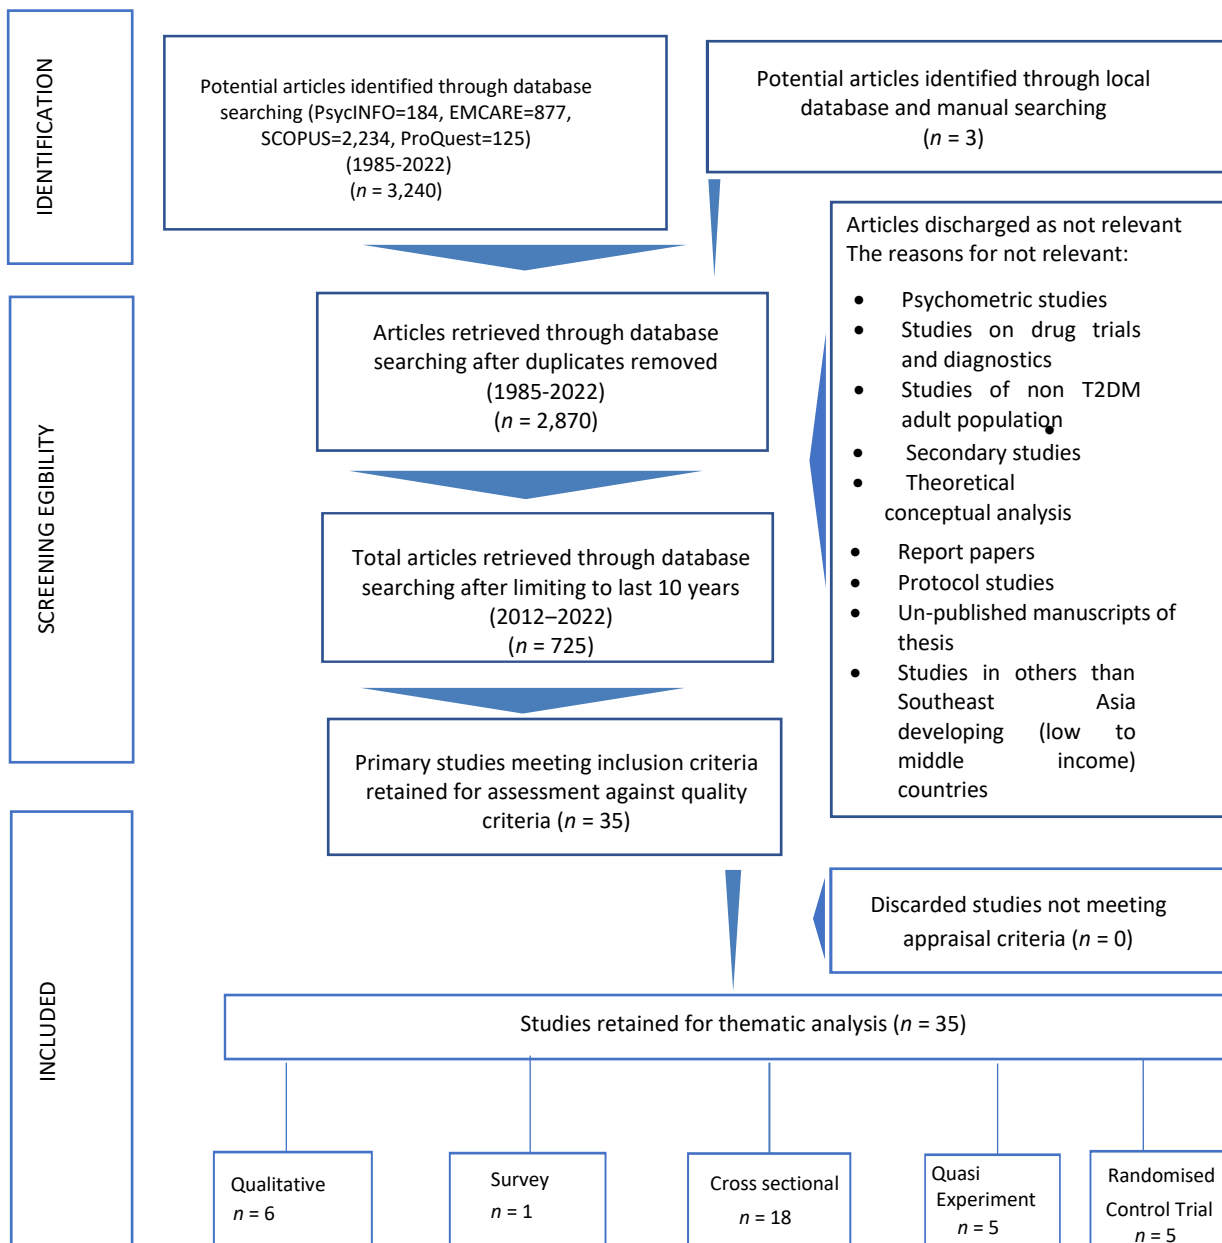 IDENTIFICATION
Potential articles identified through database
searching (PsycINFO=184, EMCARE=877,
SCOPUS=2,234, ProQuest=125)
(1985-2022)
(n = 3,240)
Potential articles identified through local
database and manual searching
(n = 3)
SCREENING EGIBILITY
Articles retrieved through database
searching after duplicates removed
(1985-2022)
(n = 2,870)
Articles discharged as not relevant
The reasons for not relevant:
• Psychometric studies
• Studies on drug trials
and diagnostics
• Studies of non T2DM
adult population
•
• Secondary studies
• Theoretical
conceptual analysis
• Report papers
• Protocol studies
• Un-published manuscripts of
thesis
• Studies in others than
Southeast Asia
developing (low to
middle income)
countries
Total articles retrieved through database
searching after limiting to last 10 years
(2012–2022)
(n = 725)
Primary studies meeting inclusion criteria
retained for assessment against quality
criteria (n = 35)
INCLUDED
Discarded studies not meeting
appraisal criteria (n = 0)
Studies retained for thematic analysis (n = 35)
Qualitative
n = 6
Survey
n = 1
Cross sectional
n = 18
Quasi
Experiment
n = 5
Randomised
Control Trial
n = 5